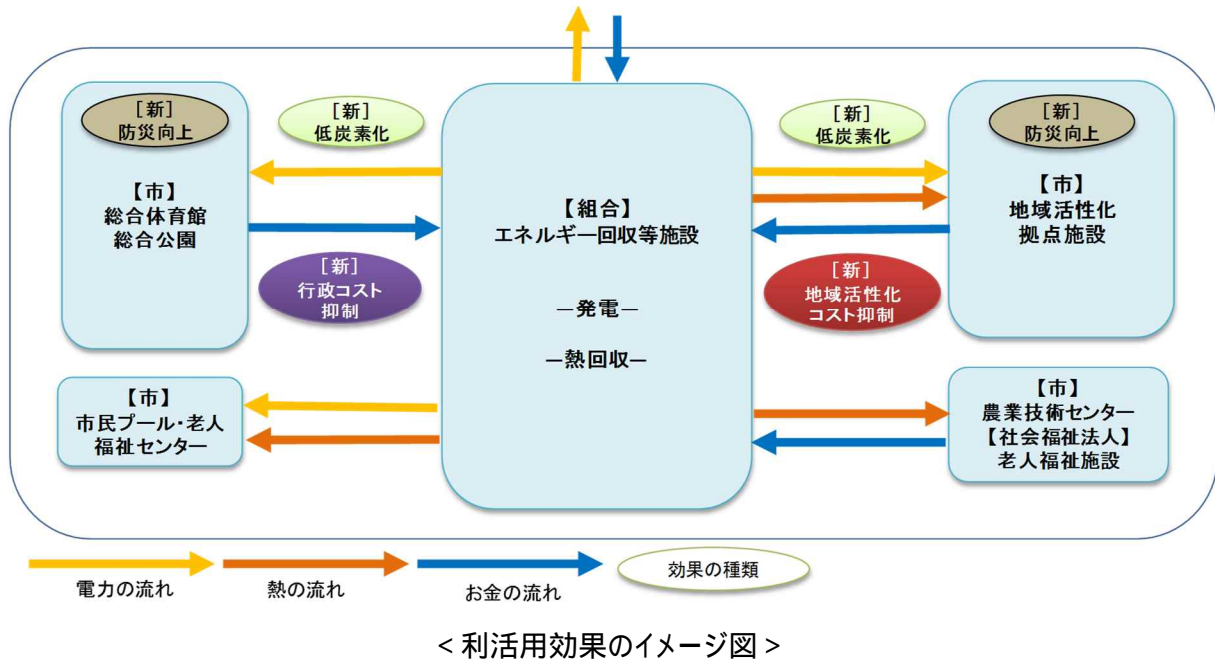 [新]
防災向上
【市】
総合体育館
総合公園
[新]
低炭素化
[新]
行政コスト
抑制
【市】
市民プール・老人
福祉センター
【組合】
エネルギー回収等施設
―発電―
―熱回収―
[新]
低炭素化
[新]
地域活性化
コスト抑制
[新]
防災向上
【市】
地域活性化
拠点施設
【市】
農業技術センター
【社会福祉法人】
老人福祉施設
電力の流れ
熱の流れ
お金の流れ
効果の種類
<利活用効果のイメージ図>